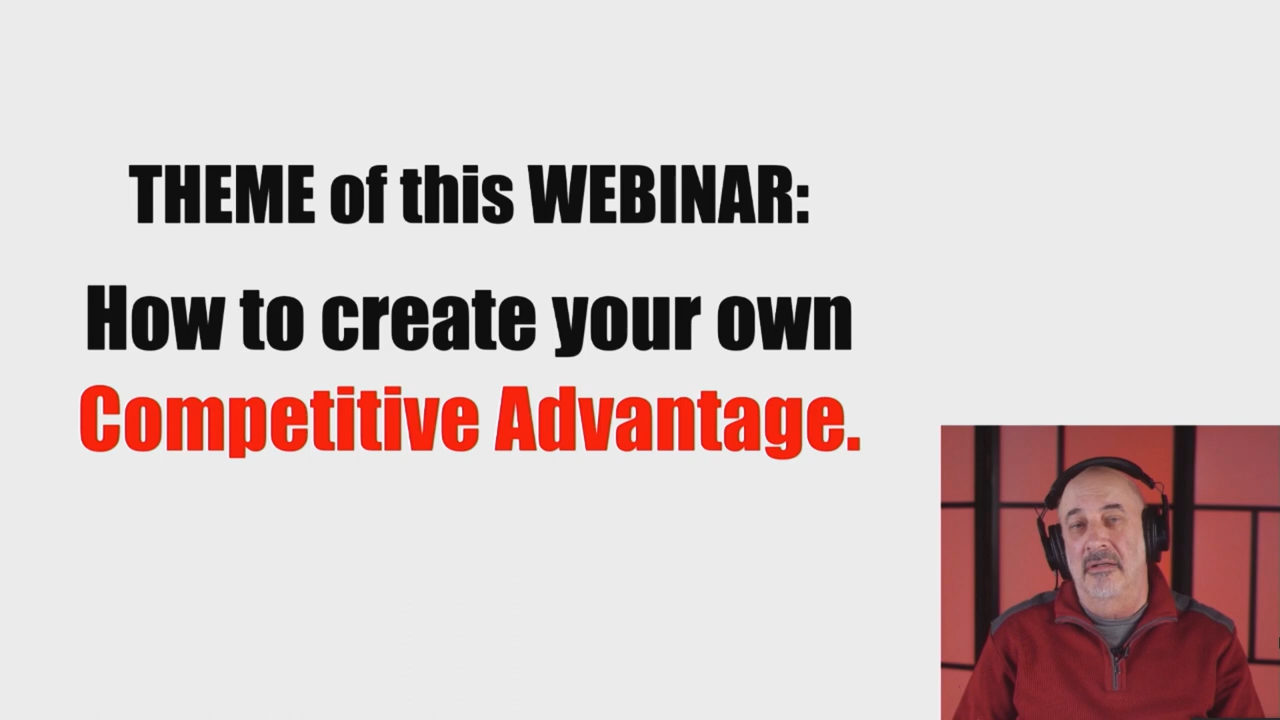 THEME of this WEBINAR:
How to create your own
Competitive Advantage.